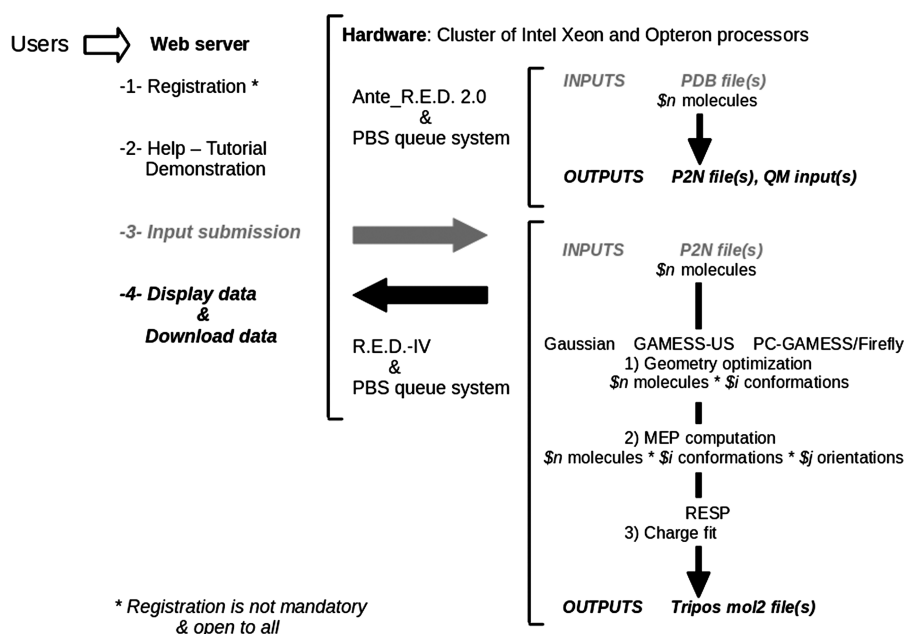 Users
Web server
-1- Registration *
-2- Help – Tutorial
Demonstration
-3- Input submission
-4- Display data
&
Download data
* Registration is not mandatory
& open to all
Hardware: Cluster of Intel Xeon and Opteron processors
Ante_R.E.D. 2.0
&
PBS queue system
R.E.D.-IV
&
PBS queue system
INPUTS PDB file(s)
$n molecules
OUTPUTS P2N file(s), QM input(s)
INPUTS P2N file(s)
$n molecules
Gaussian GAMESS-US PC-GAMESS/Firefly
1) Geometry optimization
$n molecules * $i conformations
2) MEP computation
$n molecules * $i conformations * $j orientations
RESP
3) Charge fit
OUTPUTS Tripos mol2 file(s)